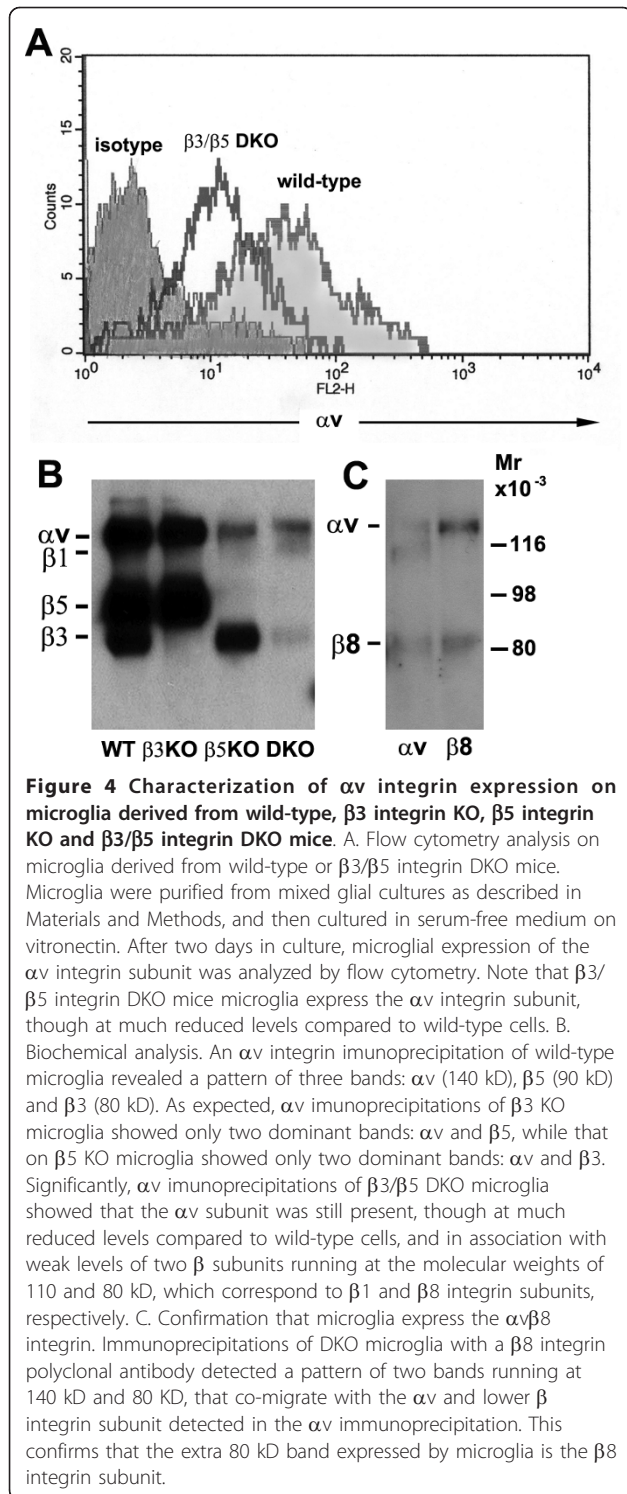 A
20
15
10
5
0
Counts
isotype
β3/β5 DKO
wild-type
10⁰ 10¹ 10² 10³ 10⁴
FL2-H
αv
B
C
Mr
x10⁻³
αv
β1
β5
β3
αv
β8
116
98
80
WT β3KO β5KO DKO
αv β8
Figure 4 Characterization of αv integrin expression on
microglia derived from wild-type, β3 integrin KO, β5 integrin
KO and β3/β5 integrin DKO mice. A. Flow cytometry analysis on
microglia derived from wild-type or β3/β5 integrin DKO mice.
Microglia were purified from mixed glial cultures as described in
Materials and Methods, and then cultured in serum-free medium on
vitronectin. After two days in culture, microglial expression of the
αv integrin subunit was analyzed by flow cytometry. Note that β3/
β5 integrin DKO mice microglia express the αv integrin subunit,
though at much reduced levels compared to wild-type cells. B.
Biochemical analysis. An αv integrin imunoprecipitation of wild-type
microglia revealed a pattern of three bands: αv (140 kD), β5 (90 kD)
and β3 (80 kD). As expected, αv imunoprecipitations of β3 KO
microglia showed only two dominant bands: αv and β5, while that
on β5 KO microglia showed only two dominant bands: αv and β3.
Significantly, αv imunoprecipitations of β3/β5 DKO microglia
showed that the αv subunit was still present, though at much
reduced levels compared to wild-type cells, and in association with
weak levels of two β subunits running at the molecular weights of
110 and 80 kD, which correspond to β1 and β8 integrin subunits,
respectively. C. Confirmation that microglia express the αvβ8
integrin. Immunoprecipitations of DKO microglia with a β8 integrin
polyclonal antibody detected a pattern of two bands running at
140 kD and 80 KD, that co-migrate with the αv and lower β
integrin subunit detected in the αv immunoprecipitation. This
confirms that the extra 80 kD band expressed by microglia is the β8
integrin subunit.